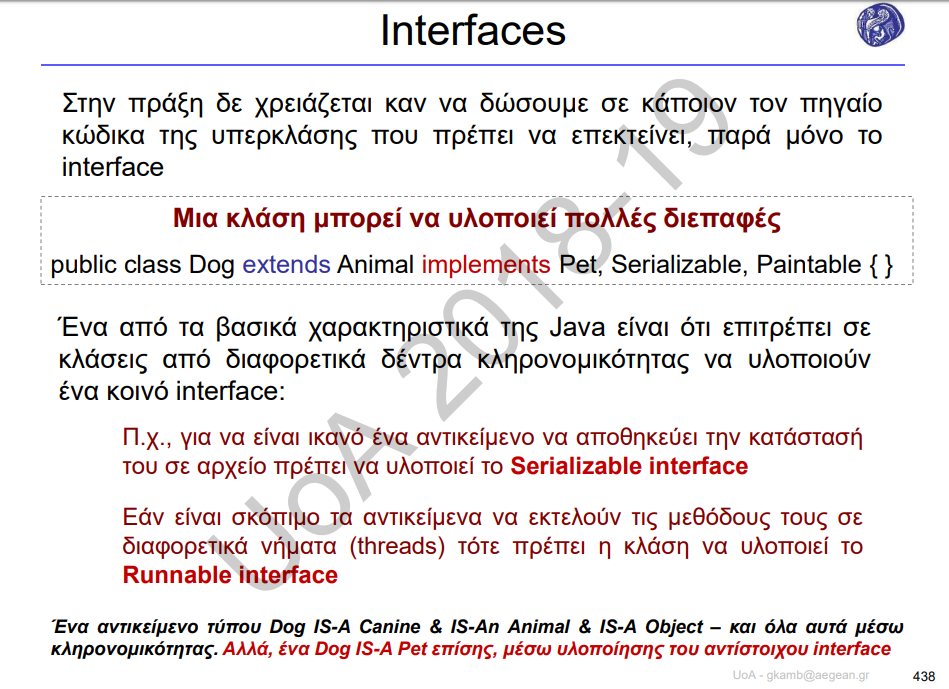 Interfaces
Στην πράξη δε χρειάζεται καν να δώσουμε σε κάποιον τον πηγαίο
κώδικα της υπερκλάσης που πρέπει να επεκτείνει, παρά μόνο το
interface
Μια κλάση μπορεί να υλοποιεί πολλές διεπαφές
public class Dog extends Animal implements Pet, Serializable, Paintable { }
Ένα από τα βασικά χαρακτηριστικά της Java είναι ότι επιτρέπει σε
κλάσεις από διαφορετικά δέντρα κληρονομικότητας να υλοποιούν
ένα κοινό interface:
Π.χ., για να είναι ικανό ένα αντικείμενο να αποθηκεύει την κατάστασή
του σε αρχείο πρέπει να υλοποιεί το Serializable interface
Εάν είναι σκόπιμο τα αντικείμενα να εκτελούν τις μεθόδους τους σε
διαφορετικά νήματα (threads) τότε πρέπει η κλάση να υλοποιεί το
Runnable interface
Ένα αντικείμενο τύπου Dog IS-A Canine & IS-An Animal & IS-A Object – και όλα αυτά μέσω
κληρονομικότητας. Αλλά, ένα Dog IS-A Pet επίσης, μέσω υλοποίησης του αντίστοιχου interface
UoA - gkamb@aegean.gr
438
UoA 2018-19